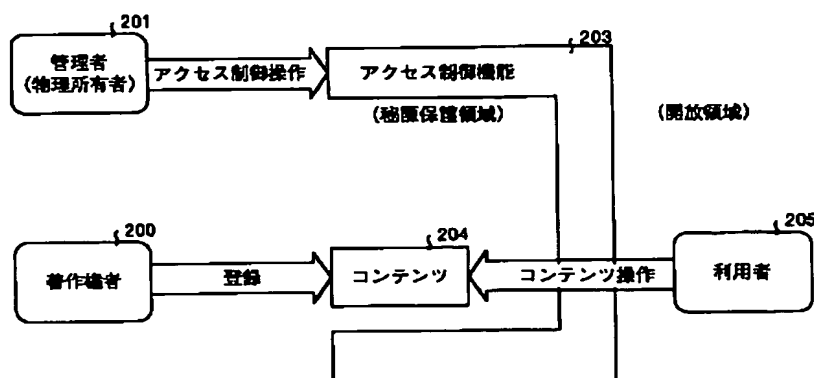 201
203
管理者
(物理所有者)
アクセス制御操作
アクセス制御機能
(秘匿保護領域)
(開放領域)
200
204
205
著作権者
登録
コンテンツ
コンテンツ操作
利用者